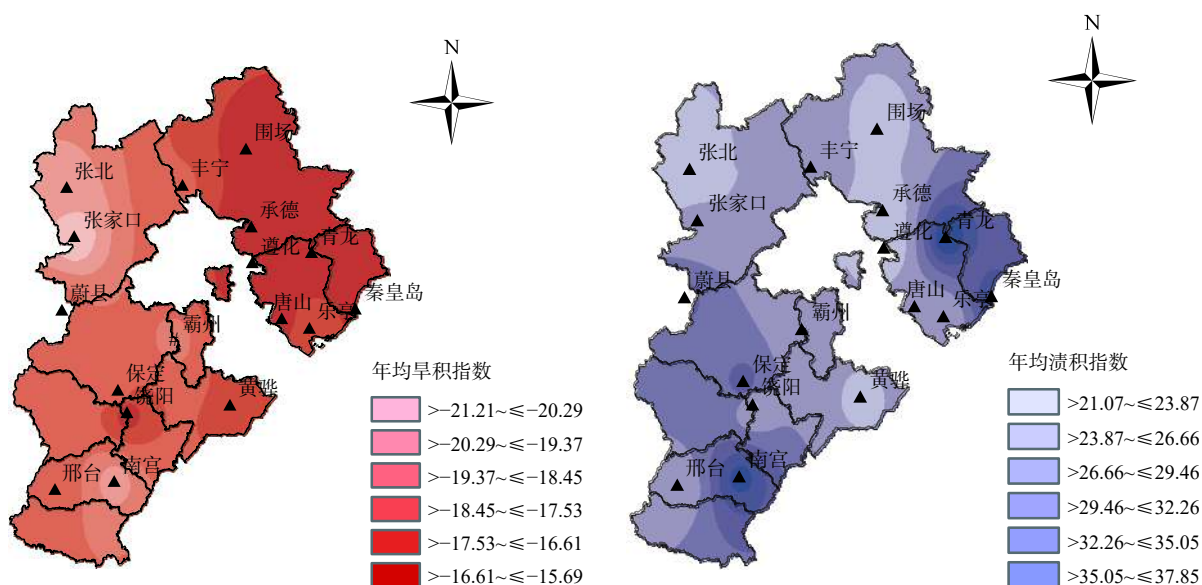 N
围场
张北
丰宁
张家口
承德
遵化
青龙
蔚县
秦皇岛
唐山
乐亭
霸州
#
保定
饶阳
黄骅
邢台
南宫
年均旱积指数
>−21.21~≤−20.29
>−20.29~≤−19.37
>−19.37~≤−18.45
>−18.45~≤−17.53
>−17.53~≤−16.61
>−16.61~≤−15.69
N
围场
张北
丰宁
承德
张家口
青龙
遵化
蔚县
秦皇岛
唐山
乐亭
霸州
保定
饶阳
黄骅
邢台
南宫
年均渍积指数
>21.07~≤23.87
>23.87~≤26.66
>26.66~≤29.46
>29.46~≤32.26
>32.26~≤35.05
>35.05~≤37.85